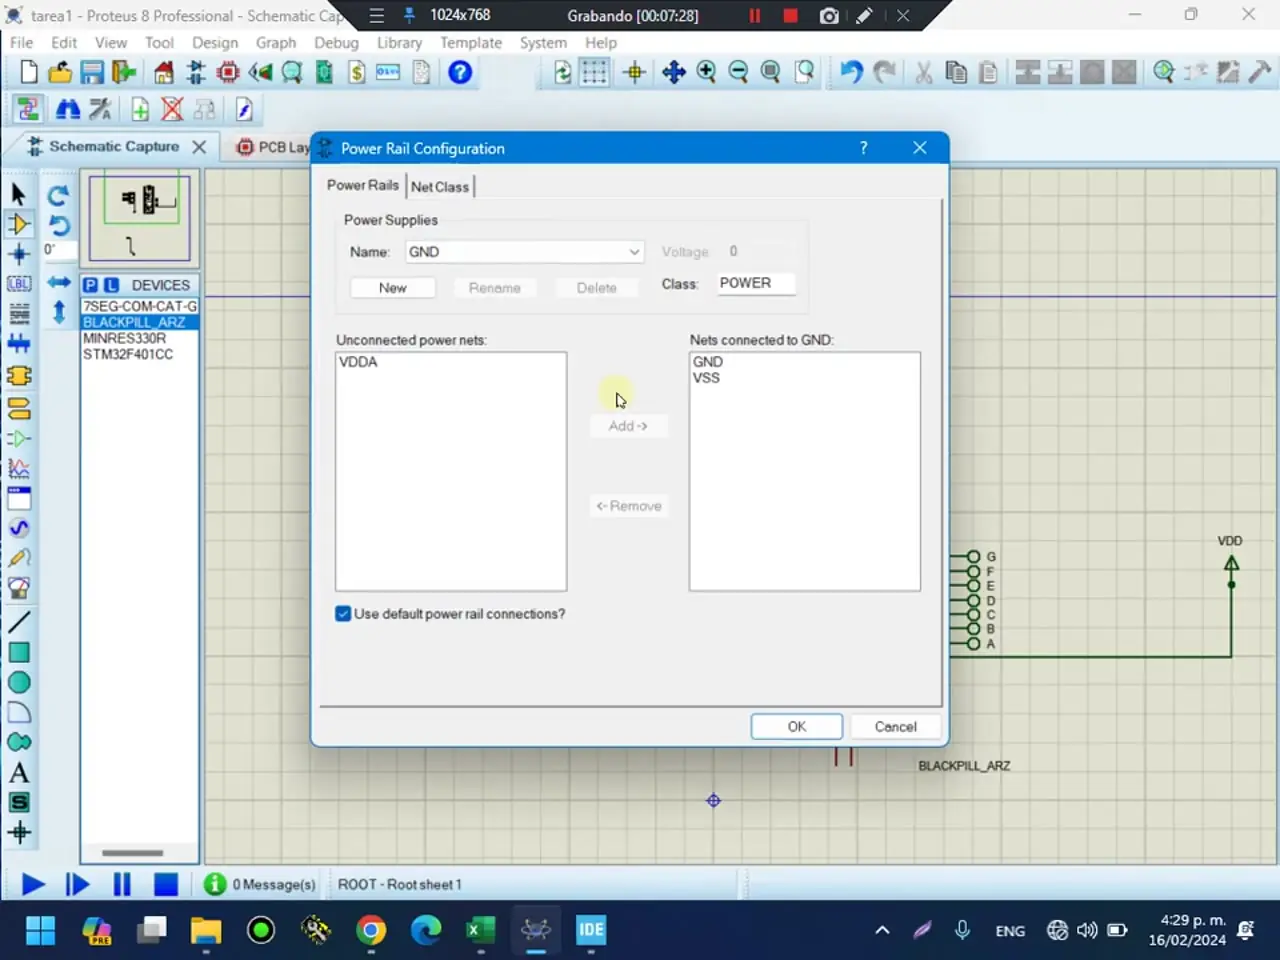 tarea1 - Proteus 8 Professional - Schematic Cap
1024x768
Grabando [00:07:28]
File Edit View Tool Design Graph Debug Library Template System Help
Schematic Capture
PCB Lay
Power Rail Configuration
?
Power Rails
Net Class
Power Supplies
Name: GND
Voltage: 0
New
Rename
Delete
Class: POWER
Unconnected power nets:
Nets connected to GND:
VDDA
GND
VSS
Add ->
<- Remove
Use default power rail connections?
OK
Cancel
0°
LBL
P L DEVICES
7SEG-COM-CAT-G
BLACKPILL_ARZ
MINRES330R
STM32F401CC
A
S
VDD
G
F
E
D
C
B
A
BLACKPILL_ARZ
0 Message(s)
ROOT - Root sheet 1
PRE
IDE
ENG
4:29 p. m.
16/02/2024